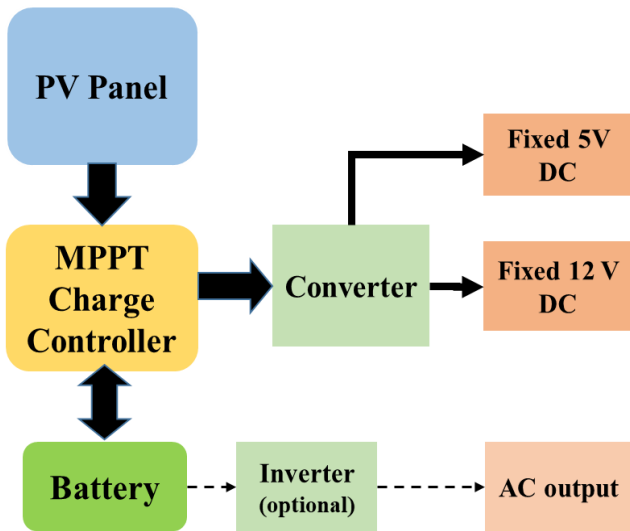 PV Panel
Fixed 5V
DC
MPPT
Charge
Controller
Converter
Fixed 12 V
DC
Battery
Inverter
(optional)
AC output